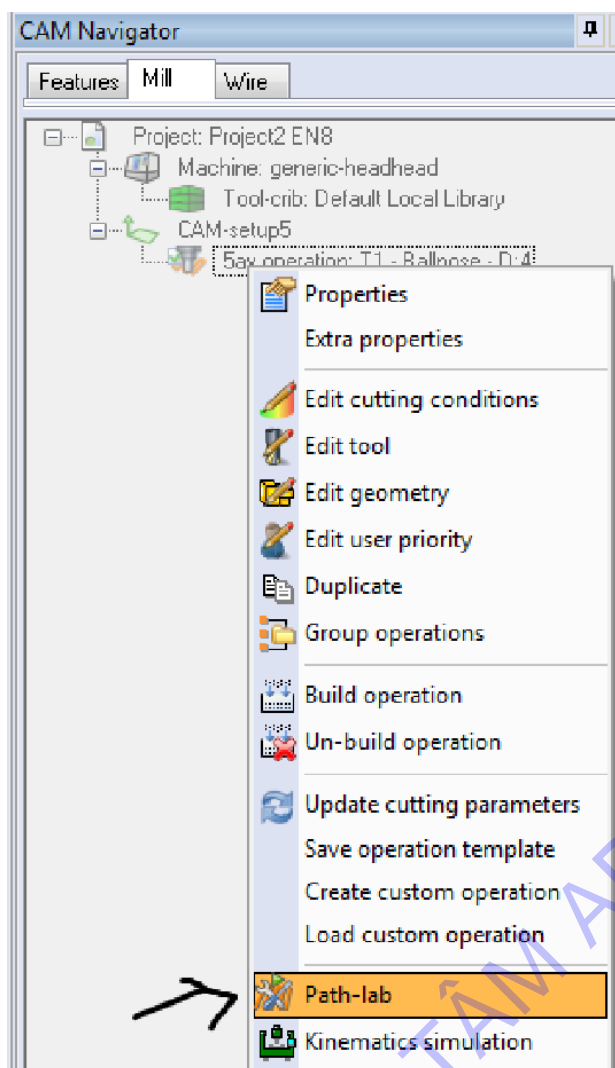 CAM Navigator
Features Mill Wire
Project: Project2 EN8
Machine: generic-headhead
Tool-crib: Default Local Library
CAM-setup5
5ax operation: T1 - Ballnose - D:4
Properties
Extra properties
Edit cutting conditions
Edit tool
Edit geometry
Edit user priority
Duplicate
Group operations
Build operation
Un-build operation
Update cutting parameters
Save operation template
Create custom operation
Load custom operation
Path-lab
Kinematics simulation
TÂM